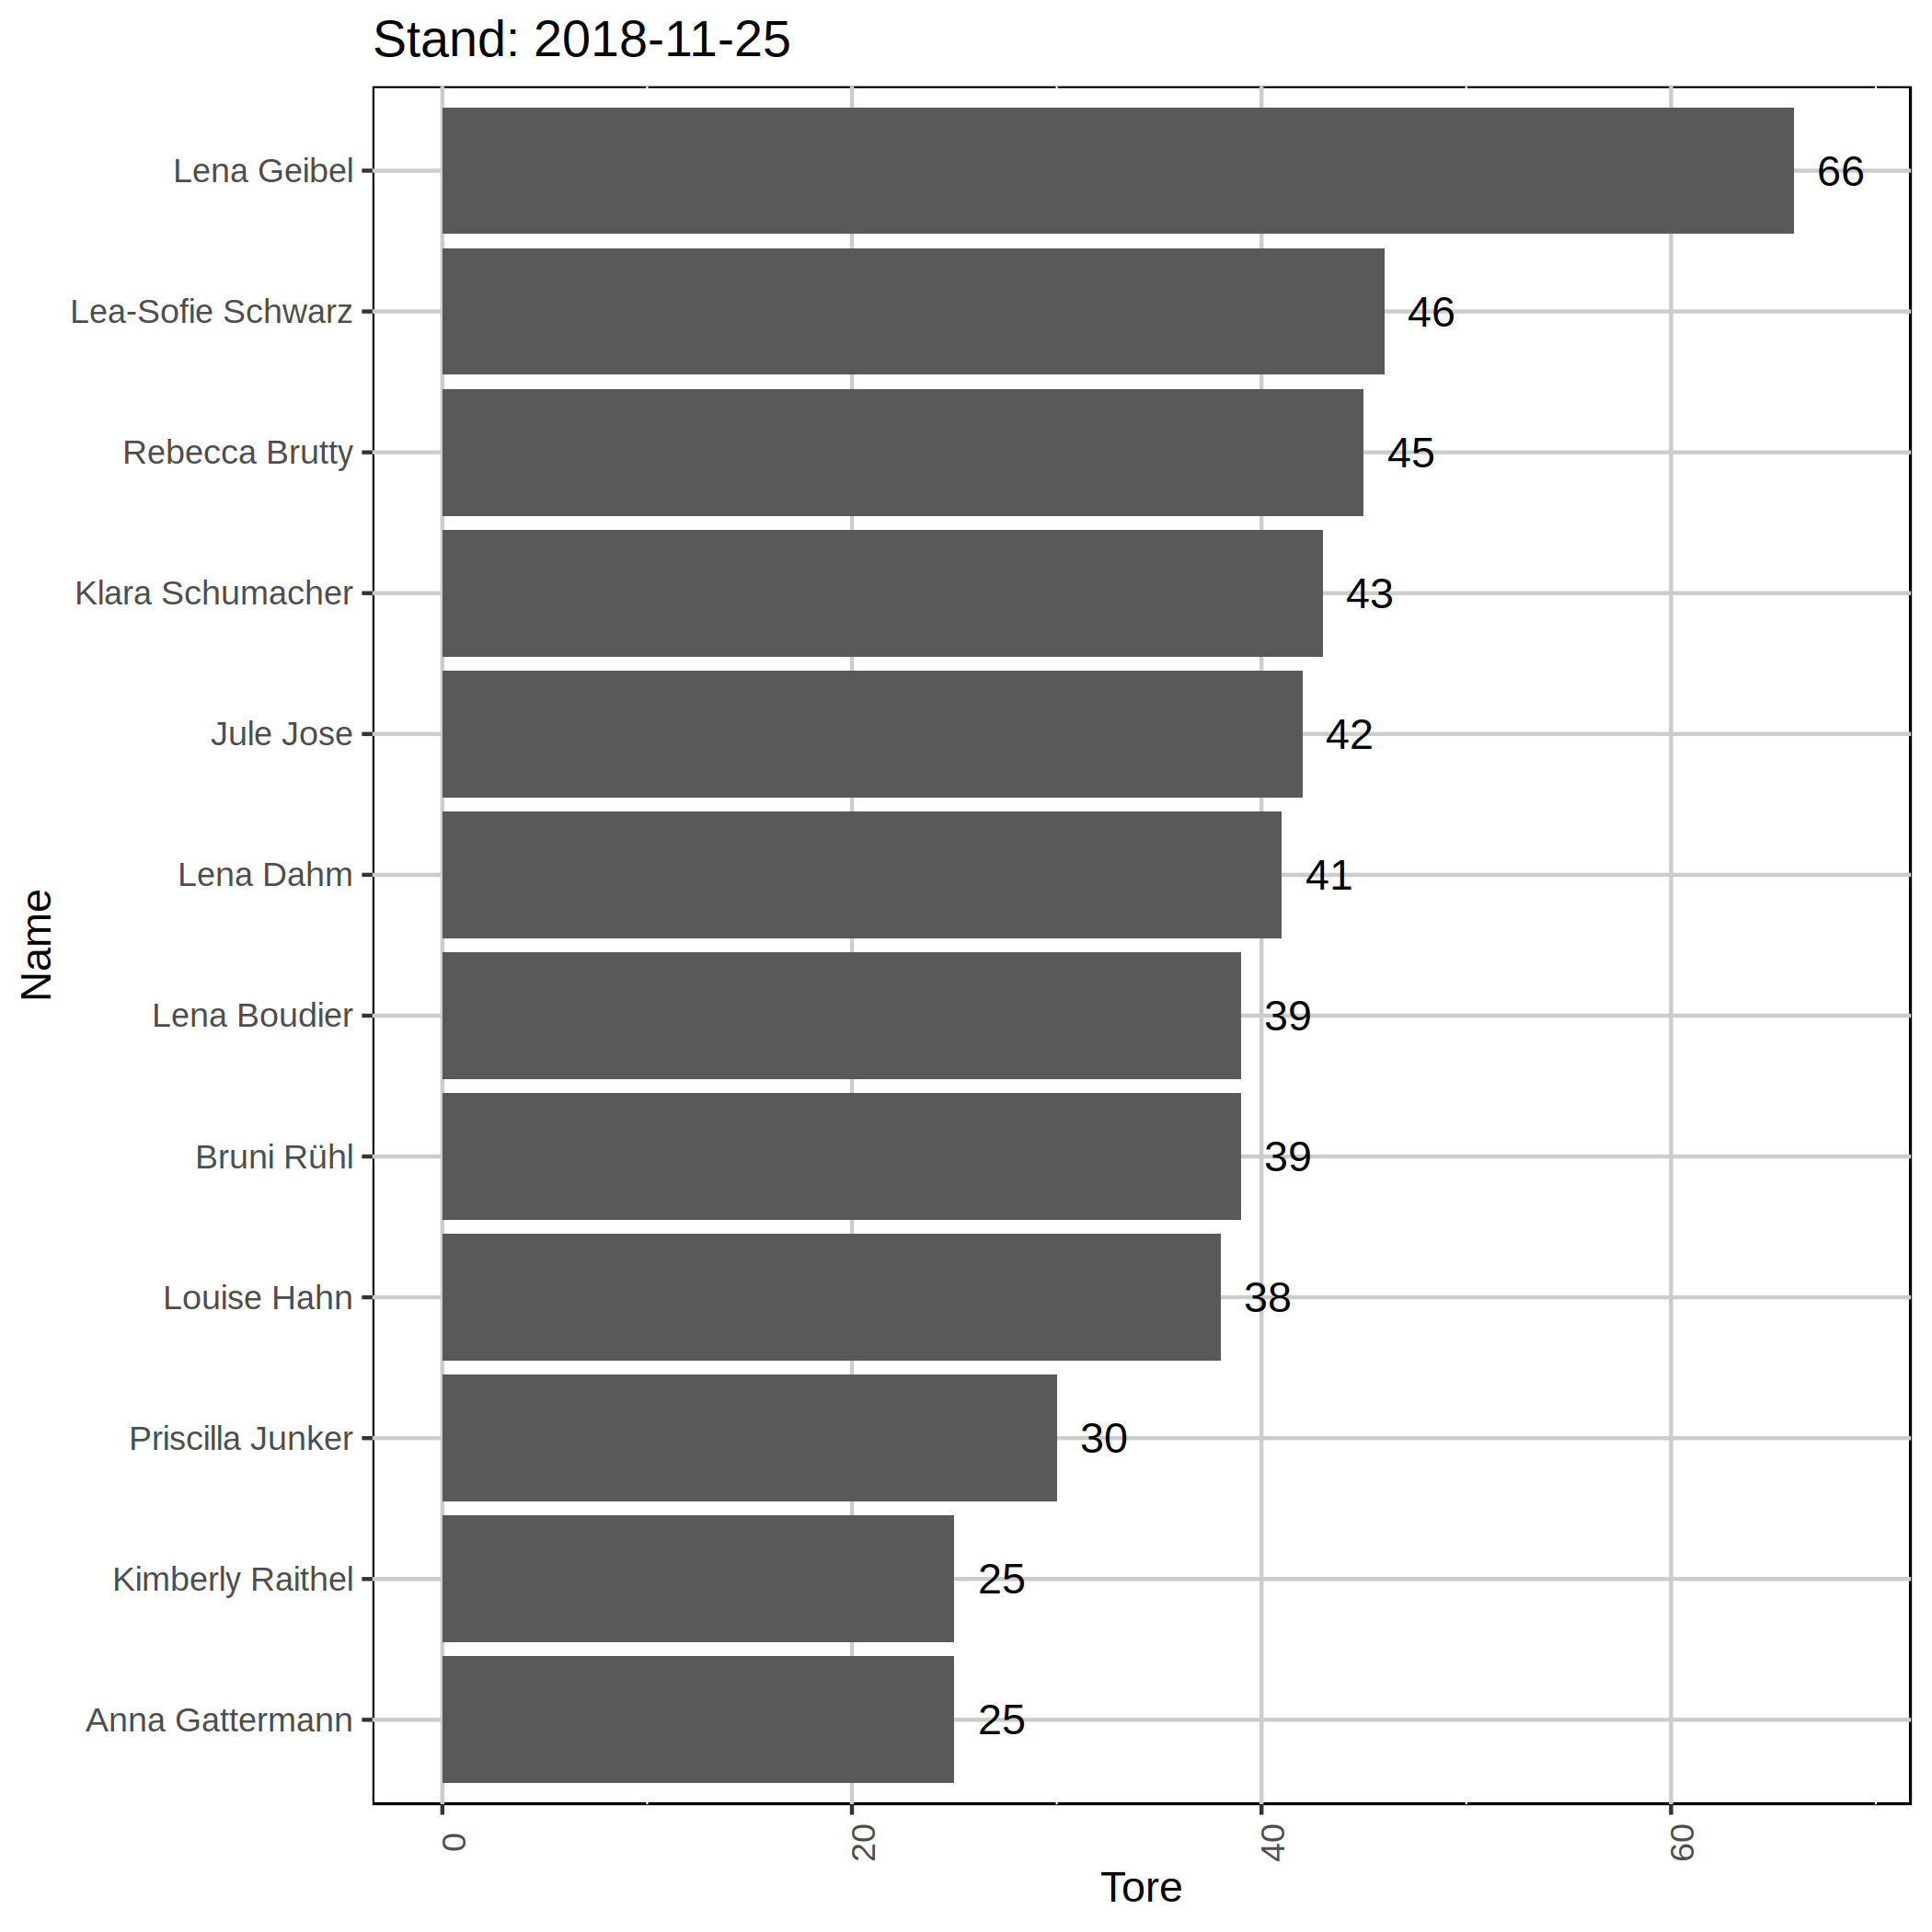 Stand: 2018-11-25
Lena Geibel 66
Lea-Sofie Schwarz 46
Rebecca Brutty 45
Klara Schumacher 43
Jule Jose 42
Lena Dahm 41
Lena Boudier 39
Bruni Rühl 39
Louise Hahn 38
Priscilla Junker 30
Kimberly Raithel 25
Anna Gattermann 25
Name
0 20 40 60
Tore